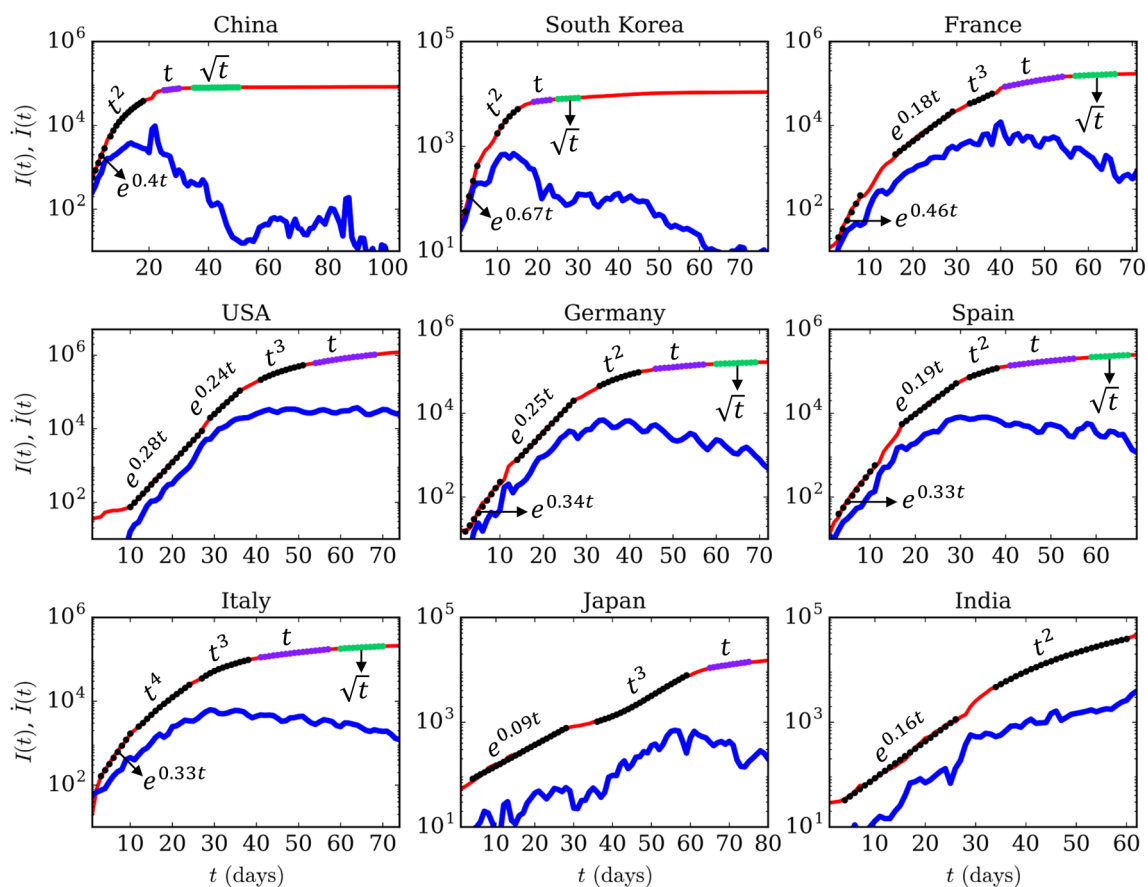 China
10^6
10^4
10^2
I(t), İ(t)
t^2
t
√t
e^{0.4t}
20 40 60 80 100
South Korea
10^5
10^3
10^1
t^2
t
√t
e^{0.67t}
10 20 30 40 50 60 70
France
10^6
10^4
10^2
e^{0.18t}
t^3
t
√t
e^{0.46t}
10 20 30 40 50 60 70
USA
10^6
10^4
10^2
I(t), İ(t)
e^{0.28t}
e^{0.24t}
t^3
t
10 20 30 40 50 60 70
Germany
10^6
10^4
10^2
e^{0.25t}
t^2
t
√t
e^{0.34t}
10 20 30 40 50 60 70
Spain
10^6
10^4
10^2
e^{0.19t}
t^2
t
√t
e^{0.33t}
10 20 30 40 50 60
Italy
10^6
10^4
10^2
I(t), İ(t)
t^4
t^3
t
√t
e^{0.33t}
10 20 30 40 50 60 70
t (days)
Japan
10^5
10^3
10^1
e^{0.09t}
t^3
t
10 20 30 40 50 60 70 80
t (days)
India
10^5
10^3
10^1
e^{0.16t}
t^2
10 20 30 40 50 60
t (days)